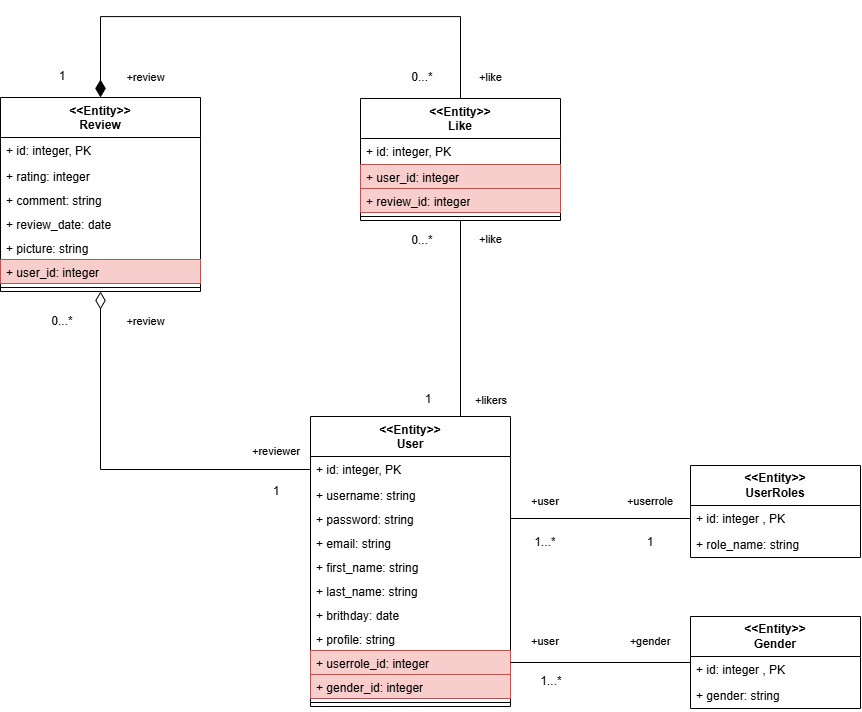 1
+review
0...*
+like
<<Entity>>
Review
+ id: integer, PK
+ rating: integer
+ comment: string
+ review_date: date
+ picture: string
+ user_id: integer
<<Entity>>
Like
+ id: integer, PK
+ user_id: integer
+ review_id: integer
0...*
+like
0...*
+review
1
+likers
+reviewer
1
<<Entity>>
User
+ id: integer, PK
+ username: string
+ password: string
+ email: string
+ first_name: string
+ last_name: string
+ brithday: date
+ profile: string
+ userrole_id: integer
+ gender_id: integer
+user
+userrole
1...*
1
<<Entity>>
UserRoles
+ id: integer , PK
+ role_name: string
+user
+gender
1...*
<<Entity>>
Gender
+ id: integer , PK
+ gender: string